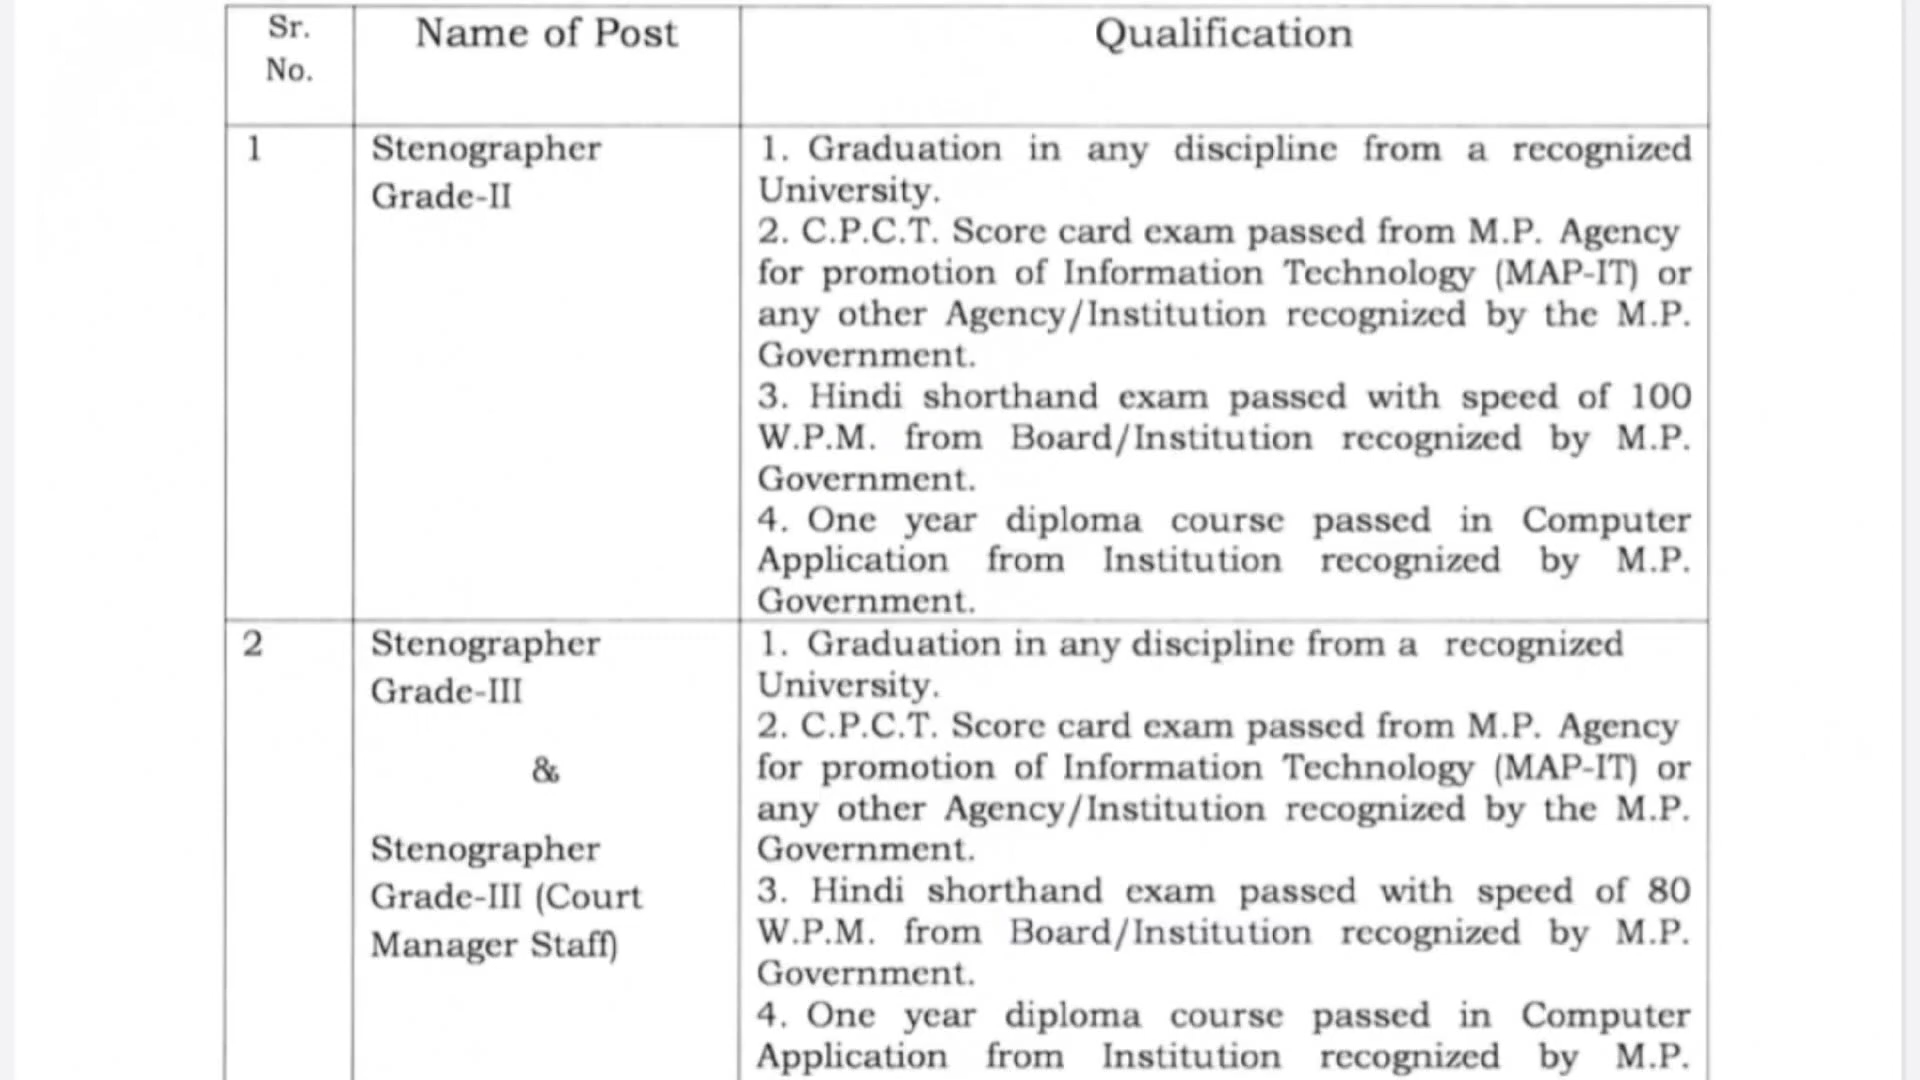 Sr.
No.
Name of Post
Qualification
1
Stenographer
Grade-II
1. Graduation in any discipline from a recognized
University.
2. C.P.C.T. Score card exam passed from M.P. Agency
for promotion of Information Technology (MAP-IT) or
any other Agency/Institution recognized by the M.P.
Government.
3. Hindi shorthand exam passed with speed of 100
W.P.M. from Board/Institution recognized by M.P.
Government.
4. One year diploma course passed in Computer
Application from Institution recognized by M.P.
Government.
2
Stenographer
Grade-III
&
Stenographer
Grade-III (Court
Manager Staff)
1. Graduation in any discipline from a recognized
University.
2. C.P.C.T. Score card exam passed from M.P. Agency
for promotion of Information Technology (MAP-IT) or
any other Agency/Institution recognized by the M.P.
Government.
3. Hindi shorthand exam passed with speed of 80
W.P.M. from Board/Institution recognized by M.P.
Government.
4. One year diploma course passed in Computer
Application from Institution recognized by M.P.